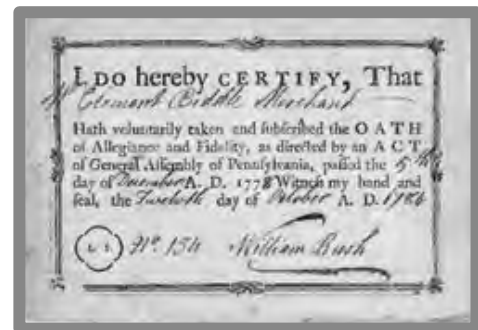 I DO hereby CERTIFY, That
Clement Biddle Merchant
Hath voluntarily taken and ſubſcribed the OATH
of Allegiance and Fidelity, as directed by an ACT
of General Aſſembly of Pennſylvania, paſſed the 5th
day of December A. D. 1778 Witneſs my hand and
ſeal, the Twelfth day of October A. D. 1786
L S No. 154 William Rush